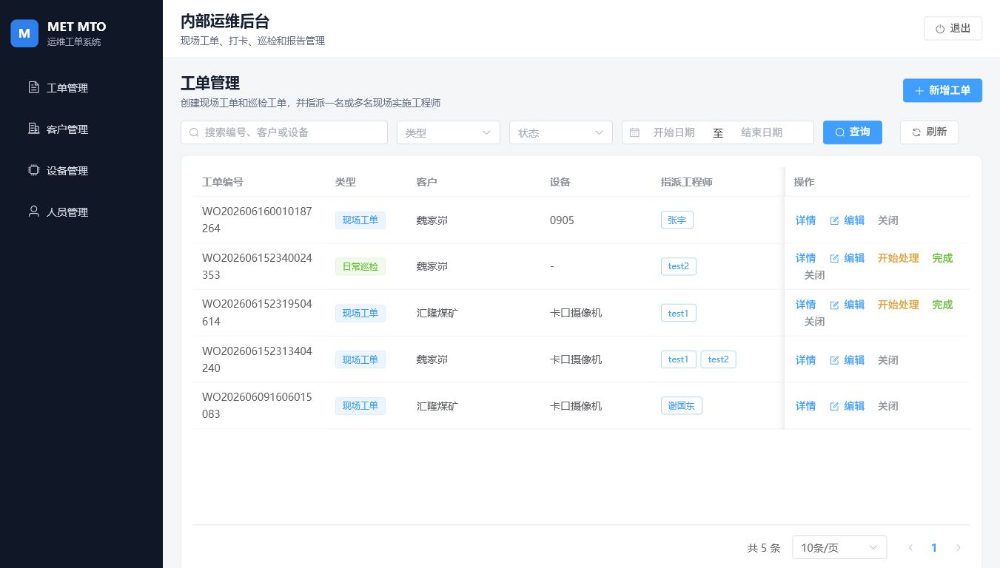 M
MET MTO
运维工单系统
工单管理
客户管理
设备管理
人员管理
内部运维后台
现场工单、打卡、巡检和报告管理
退出
工单管理
创建现场工单和巡检工单，并指派一名或多名现场实施工程师
新增工单
搜索编号、客户或设备
类型
状态
开始日期 至 结束日期
查询
刷新
工单编号 类型 客户 设备 指派工程师 操作
WO202606160010187
264
现场工单 魏家峁 0905 张宇 详情 编辑 关闭
WO202606152340024
353
日常巡检 魏家峁 - test2 详情 编辑 开始处理 完成
关闭
WO202606152319504
614
现场工单 汇隆煤矿 卡口摄像机 test1 详情 编辑 开始处理 完成
关闭
WO202606152313404
240
现场工单 魏家峁 卡口摄像机 test1 test2 详情 编辑 关闭
WO202606091606015
083
现场工单 汇隆煤矿 卡口摄像机 谢国东 详情 编辑 关闭
共 5 条 10条/页 1